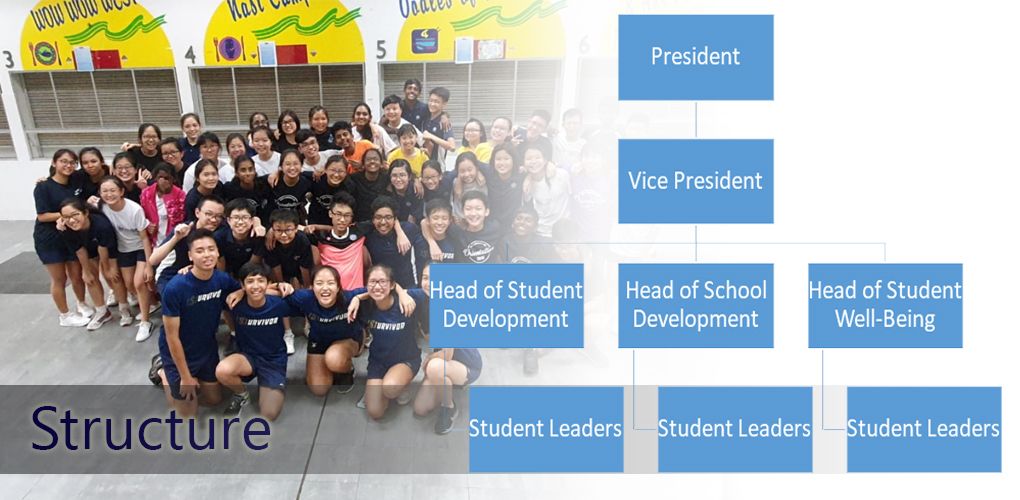 WOW WOW WEST
Nasi
3
4
5
6
SURVIVOR
SURVIVOR
SURVIVOR
Structure
President
Vice President
Head of Student
Development
Head of School
Development
Head of Student
Well-Being
Student Leaders
Student Leaders
Student Leaders